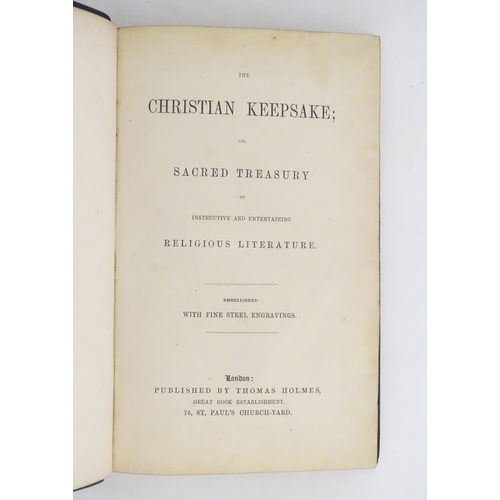 THE
CHRISTIAN KEEPSAKE;
OR,
SACRED TREASURY
OF
INSTRUCTIVE AND ENTERTAINING
RELIGIOUS LITERATURE.
EMBELLISHED
WITH FINE STEEL ENGRAVINGS.
London;
PUBLISHED BY THOMAS HOLMES,
GREAT BOOK ESTABLISHMENT,
76, ST. PAUL'S CHURCH-YARD.